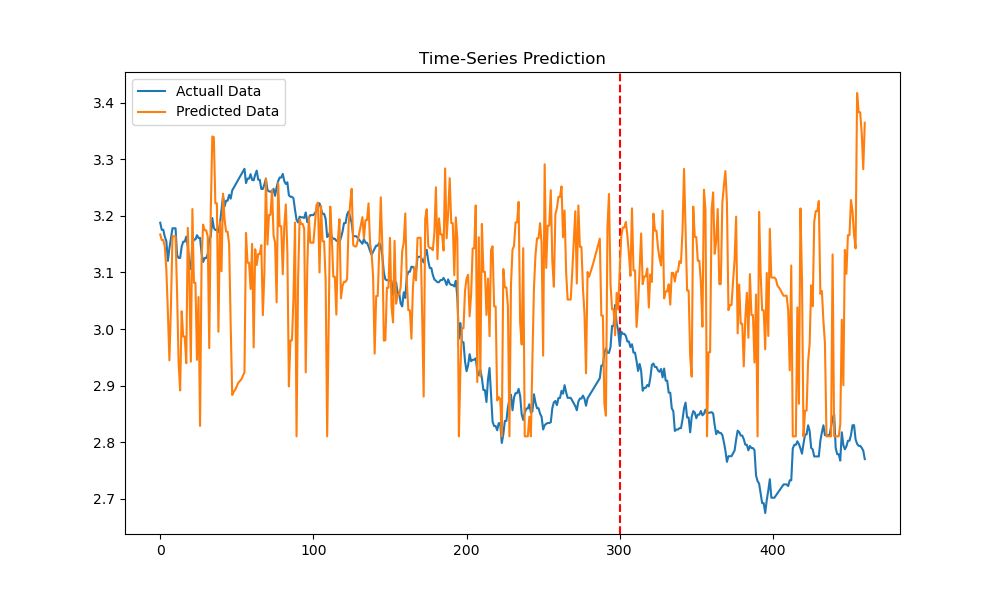 Time-Series Prediction
Actuall Data
Predicted Data
3.4
3.3
3.2
3.1
3.0
2.9
2.8
2.7
0 100 200 300 400